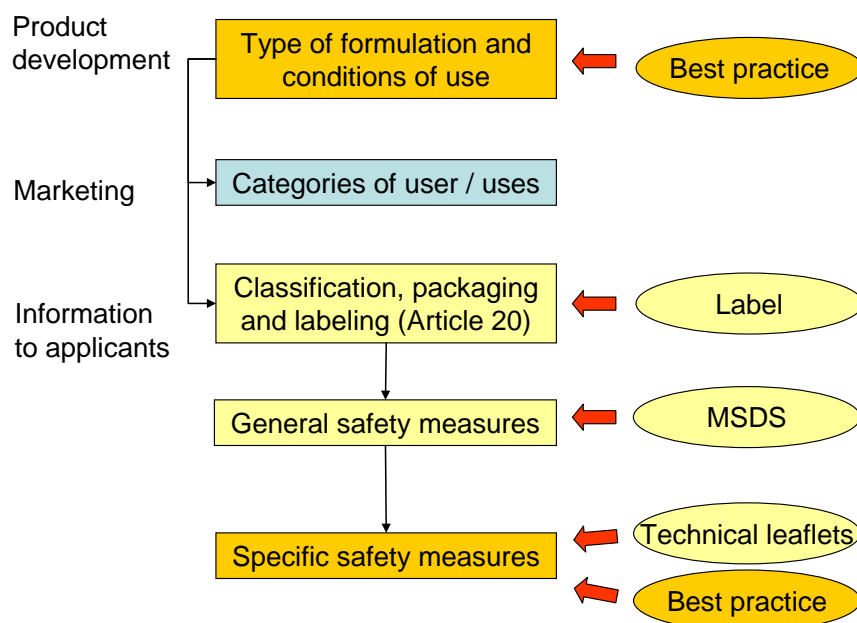 Product
development
Type of formulation and
conditions of use
Best practice
Marketing
Categories of user / uses
Information
to applicants
Classification, packaging
and labeling (Article 20)
Label
General safety measures
MSDS
Specific safety measures
Technical leaflets
Best practice